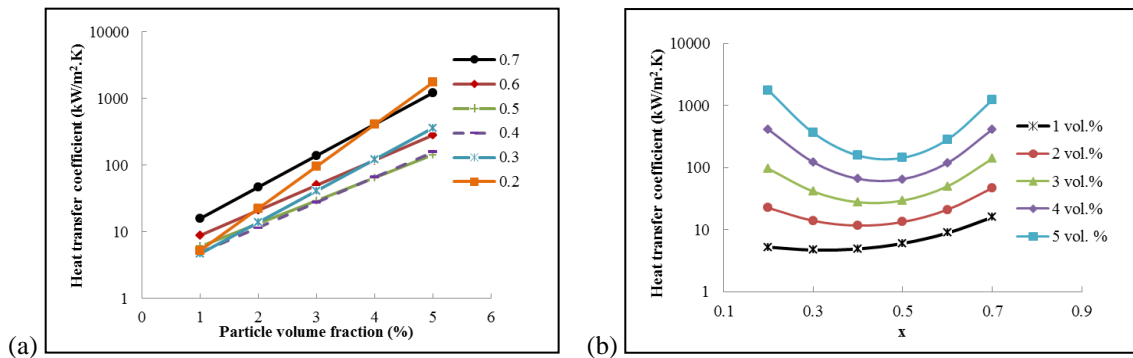 Heat transfer coefficient (kW/m².K)
10000
1000
100
10
1
0
1
2
3
4
5
6
Particle volume fraction (%)
0.7
0.6
0.5
0.4
0.3
0.2
(a)
Heat transfer coefficient (kW/m².K)
10000
1000
100
10
1
0.1
0.3
0.5
0.7
0.9
x
1 vol.%
2 vol.%
3 vol.%
4 vol.%
5 vol. %
(b)